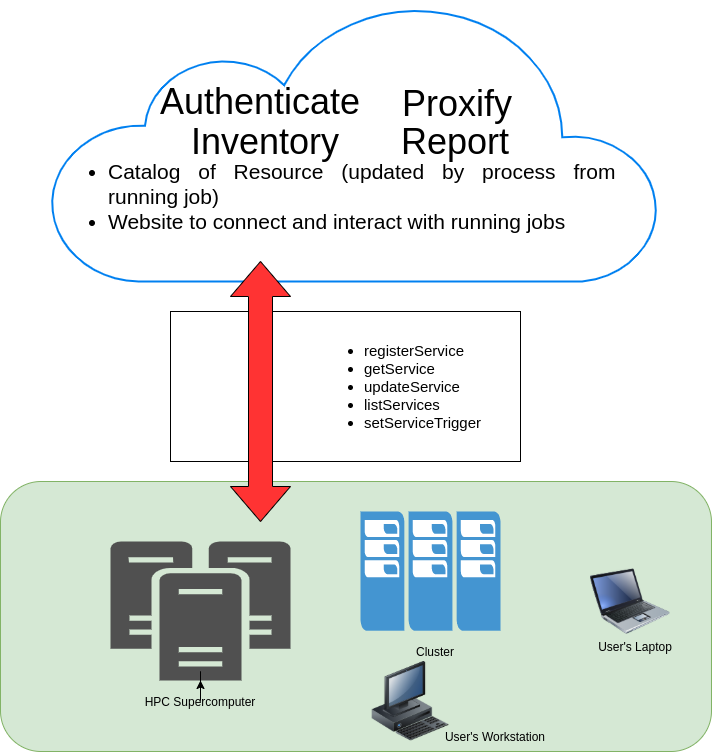 Authenticate
Inventory
Proxify
Report
• Catalog of Resource (updated by process from
running job)
• Website to connect and interact with running jobs
• registerService
• getService
• updateService
• listServices
• setServiceTrigger
HPC Supercomputer
Cluster
User's Laptop
User's Workstation